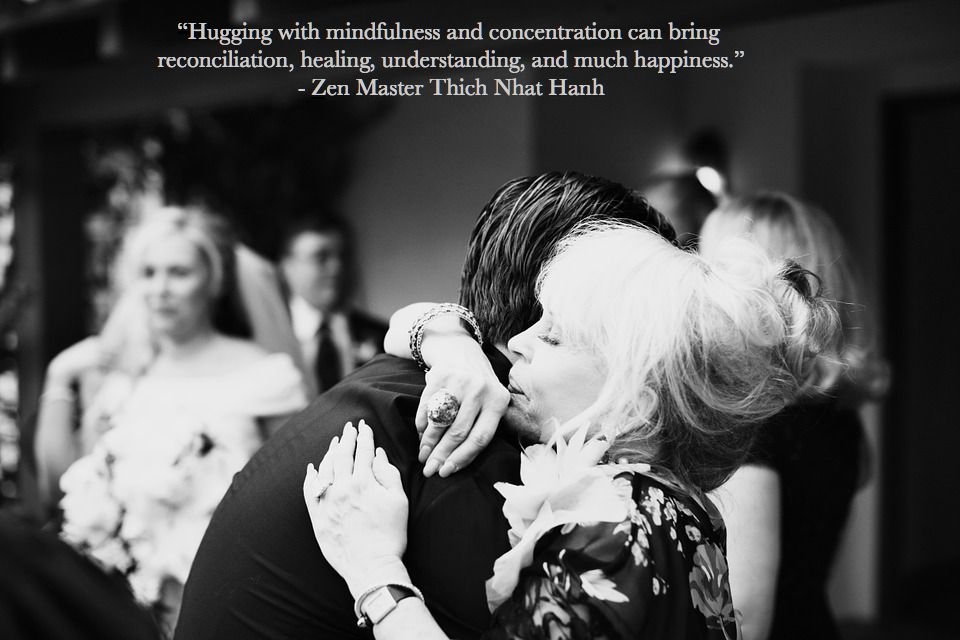 “Hugging with mindfulness and concentration can bring
reconciliation, healing, understanding, and much happiness.”
- Zen Master Thich Nhat Hanh